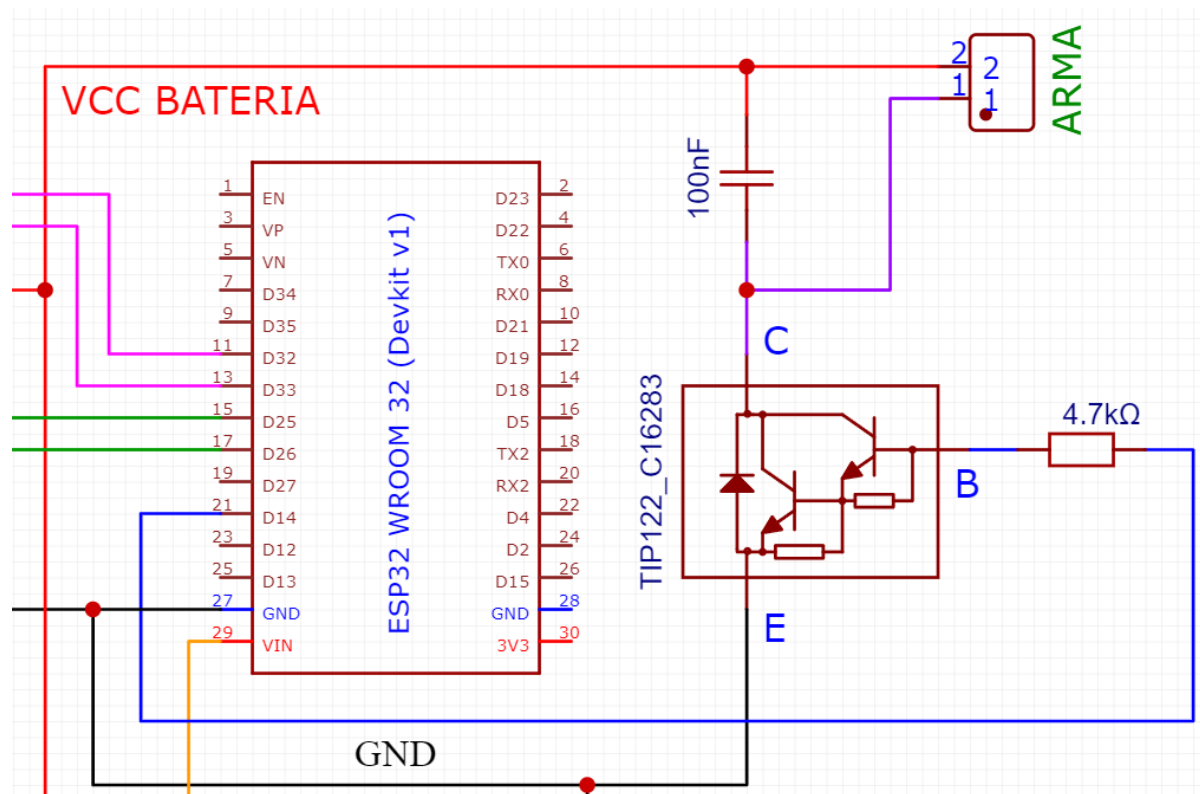 VCC BATERIA
2
1
2
1
ARMA
100nF
C
ESP32 WROOM 32 (Devkit v1)
1 EN D23 2
3 VP D22 4
5 VN TX0 6
7 D34 RX0 8
9 D35 D21 10
11 D32 D19 12
13 D33 D18 14
15 D25 D5 16
17 D26 TX2 18
19 D27 RX2 20
21 D14 D4 22
23 D12 D2 24
25 D13 D15 26
27 GND GND 28
29 VIN 3V3 30
TIP122_C16283
4.7kΩ
B
E
GND